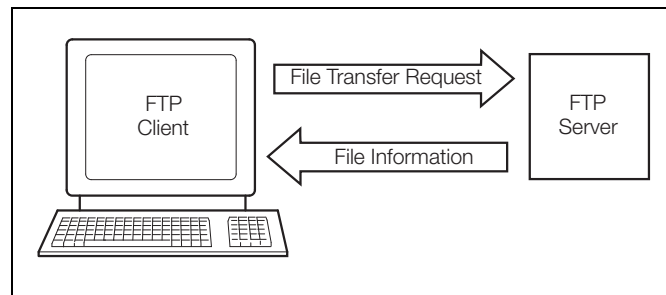 FTP
Client
File Transfer Request
File Information
FTP
Server